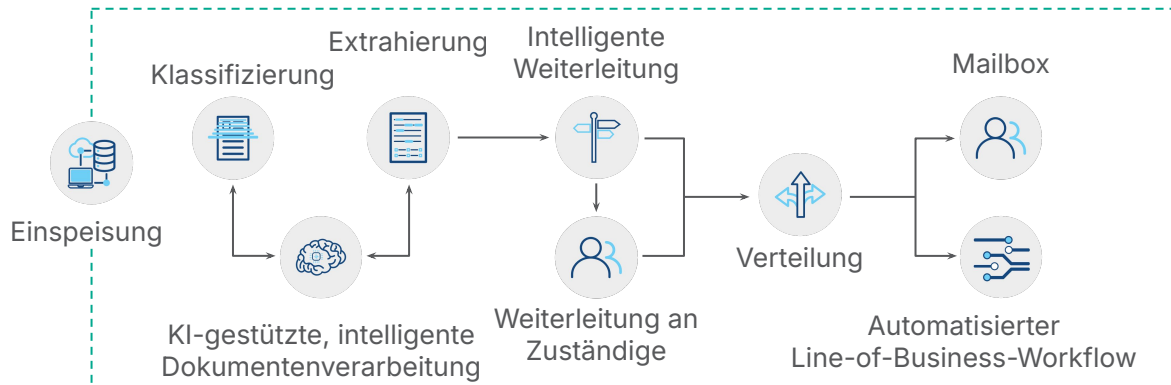 Einspeisung
Klassifizierung
Extrahierung
KI-gestützte, intelligente
Dokumentenverarbeitung
Intelligente
Weiterleitung
Weiterleitung an
Zuständige
Verteilung
Mailbox
Automatisierter
Line-of-Business-Workflow